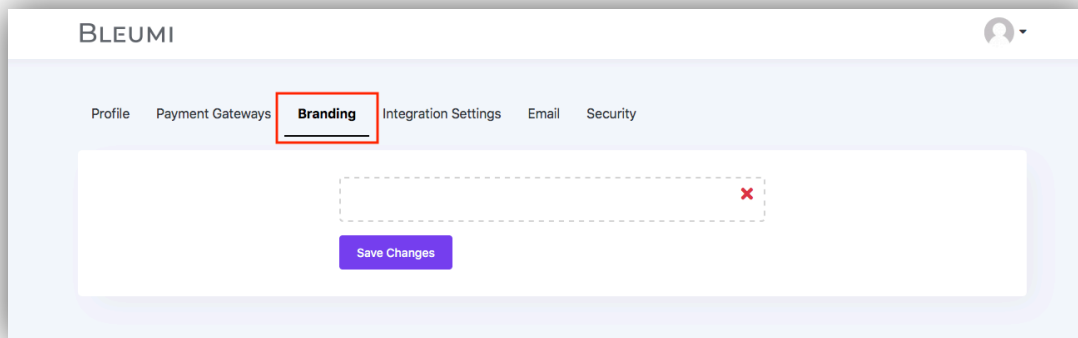 BLEUMI
Profile Payment Gateways Branding Integration Settings Email Security
Save Changes